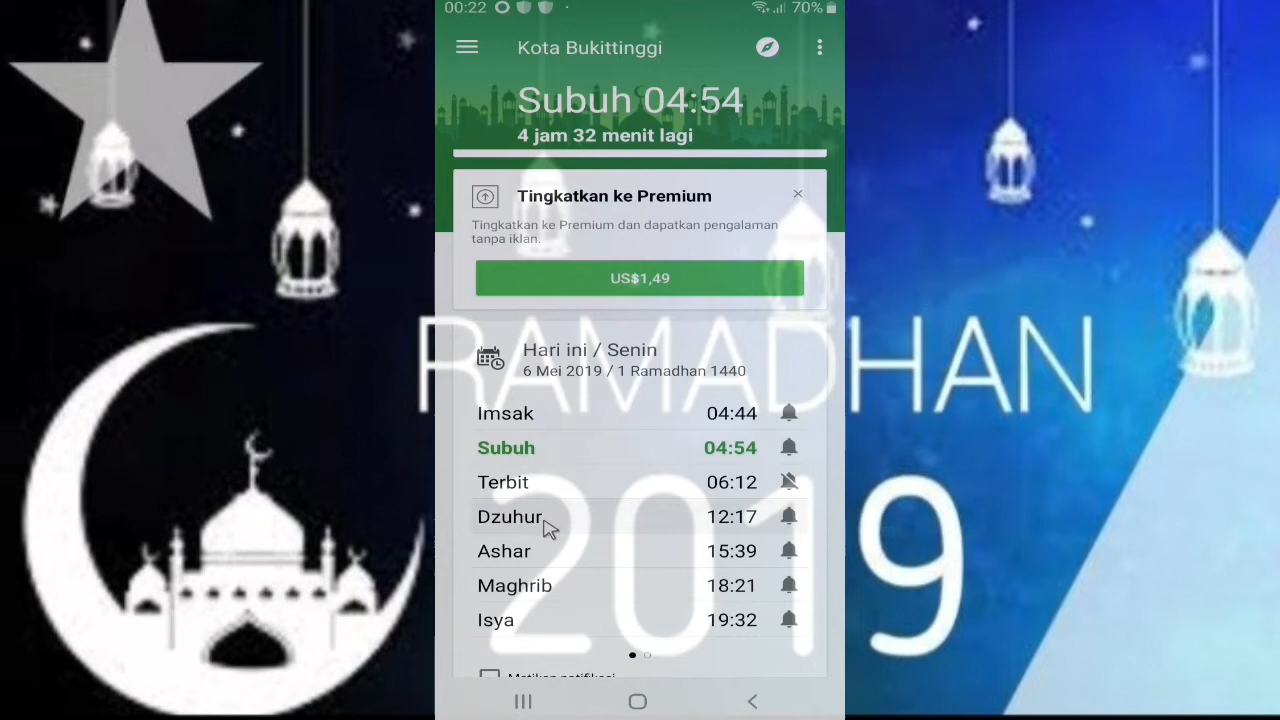 00:22
70%
Kota Bukittinggi
Subuh 04:54
4 jam 32 menit lagi
Tingkatkan ke Premium
Tingkatkan ke Premium dan dapatkan pengalaman
tanpa iklan.
US$1,49
RAMADHAN
2019
Hari ini / Senin
6 Mei 2019 / 1 Ramadhan 1440
Imsak 04:44
Subuh 04:54
Terbit 06:12
Dzuhur 12:17
Ashar 15:39
Maghrib 18:21
Isya 19:32
Matikan notifikasi